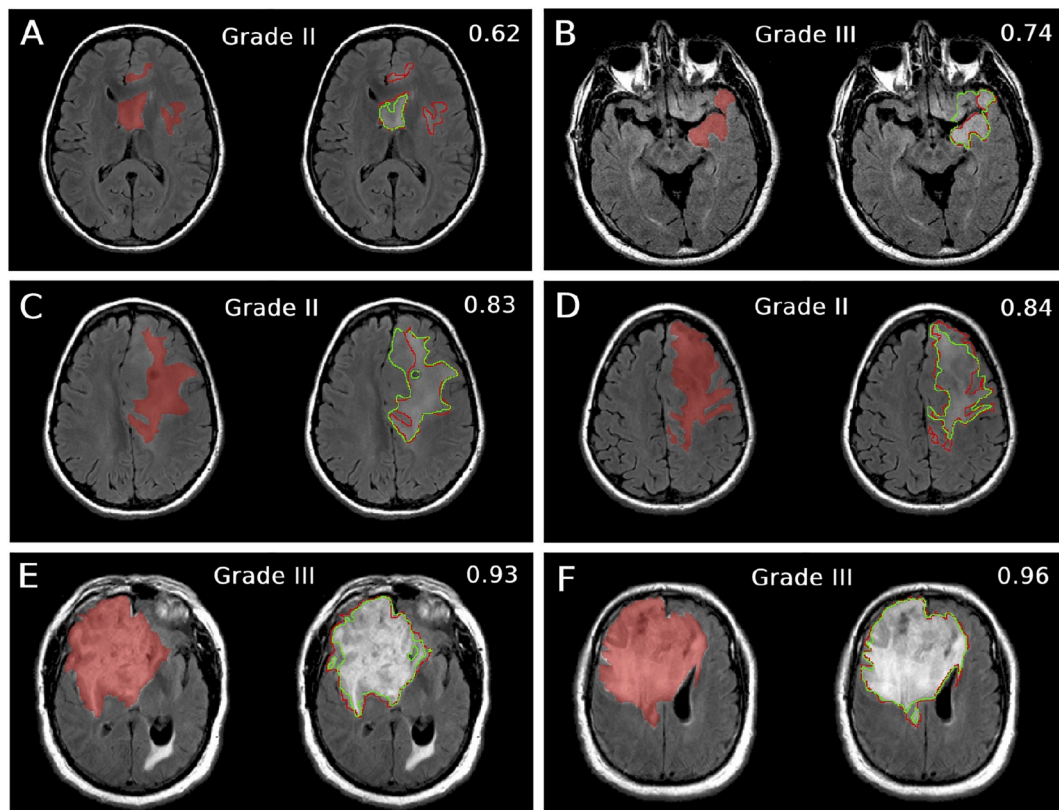 A Grade II 0.62
B Grade III 0.74
C Grade II 0.83
D Grade II 0.84
E Grade III 0.93
F Grade III 0.96